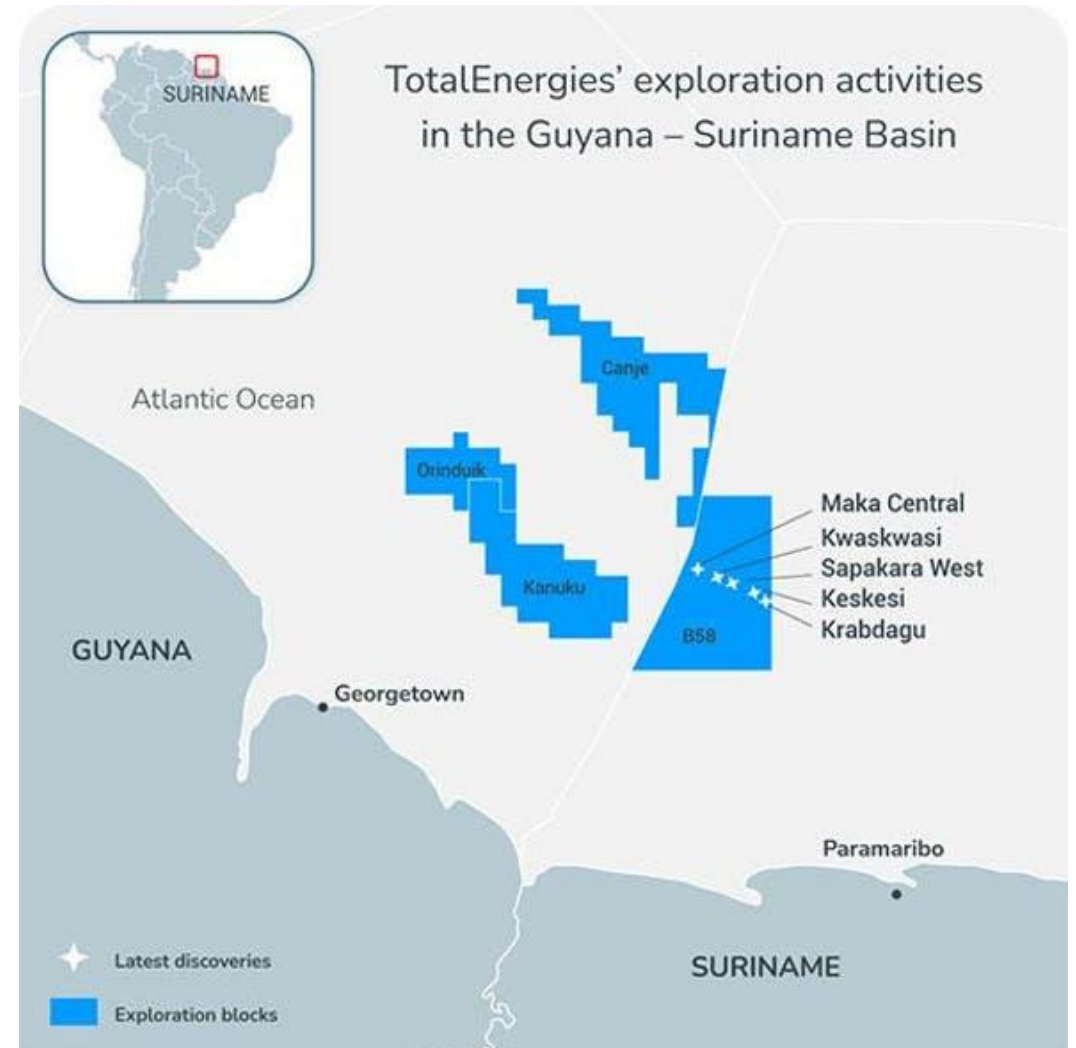 SURINAME
TotalEnergies’ exploration activities
in the Guyana – Suriname Basin
Canje
Atlantic Ocean
Orinduik
Maka Central
Kwaskwasi
Sapakara West
Keskesi
Krabdagu
Kanuku
B58
GUYANA
Georgetown
Paramaribo
SURINAME
Latest discoveries
Exploration blocks